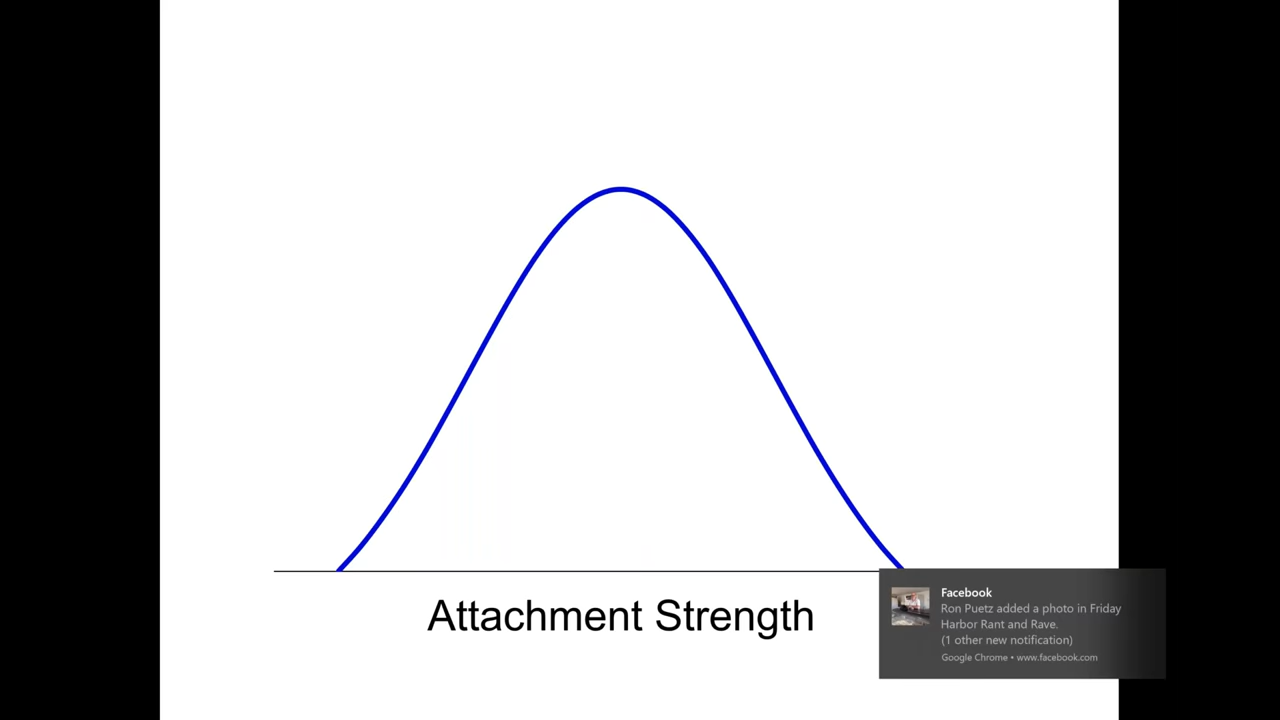 Attachment Strength
Facebook
Ron Puetz added a photo in Friday
Harbor Rant and Rave.
(1 other new notification)
Google Chrome • www.facebook.com